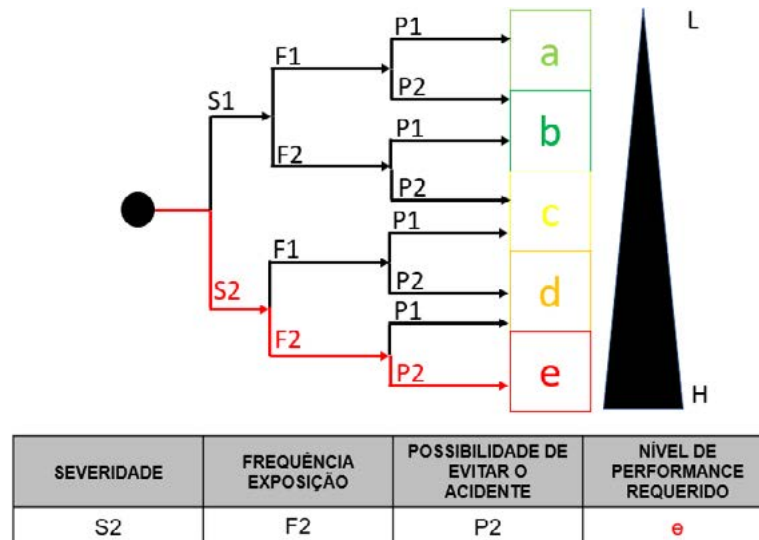 P1
L
F1
a
P2
S1
P1
b
F2
P2
c
P1
F1
S2
P2
d
P1
F2
P2
e
H
SEVERIDADE
FREQUÊNCIA
EXPOSIÇÃO
POSSIBILIDADE DE
EVITAR O
ACIDENTE
NÍVEL DE
PERFORMANCE
REQUERIDO
S2
F2
P2
e